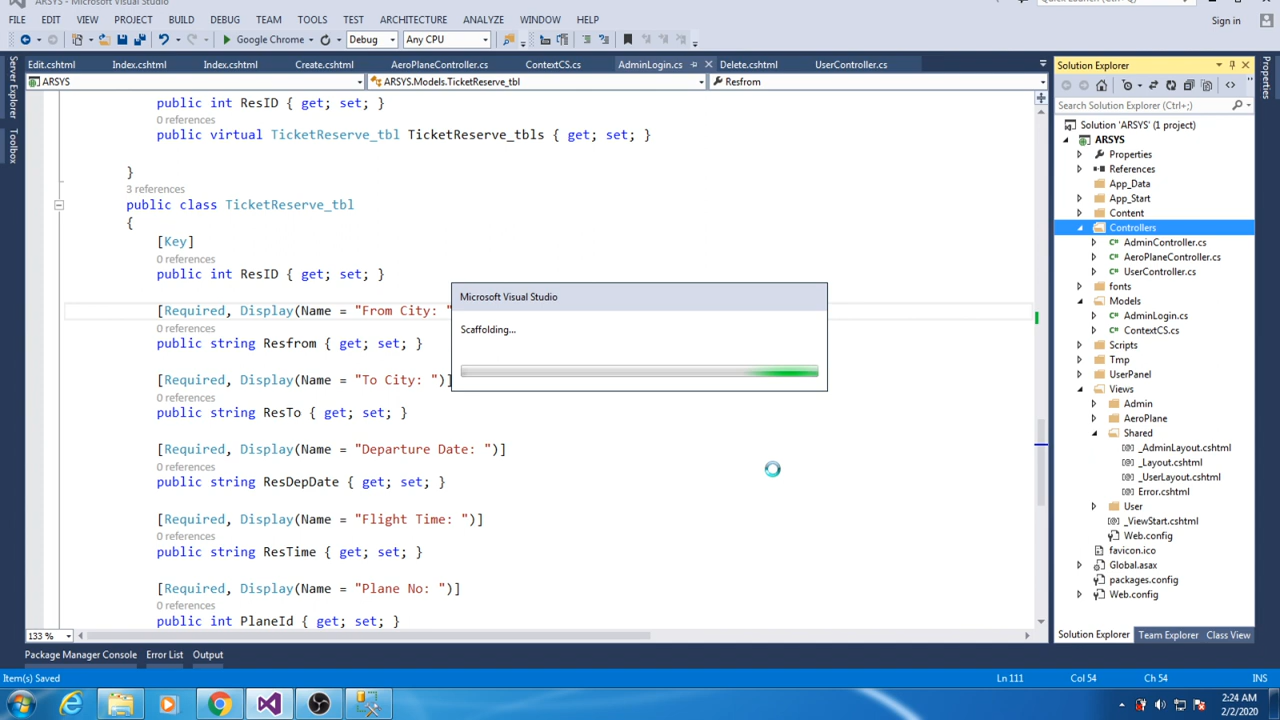 ARSYS - Microsoft Visual Studio
Quick Launch (Ctrl+Q)
FILE EDIT VIEW PROJECT BUILD DEBUG TEAM TOOLS TEST ARCHITECTURE ANALYZE WINDOW HELP
Sign in
Google Chrome Debug Any CPU
Edit.cshtml Index.cshtml Index.cshtml Create.cshtml AeroPlaneController.cs ContextCS.cs AdminLogin.cs Delete.cshtml UserController.cs
ARSYS ARSYS.Models.TicketReserve_tbl Resfrom
Server Explorer
Toolbox
public int ResID { get; set; }
0 references
public virtual TicketReserve_tbl TicketReserve_tbls { get; set; }
}
3 references
public class TicketReserve_tbl
{
[Key]
0 references
public int ResID { get; set; }
[Required, Display(Name = "From City: "
0 references
public string Resfrom { get; set; }
[Required, Display(Name = "To City: ")]
0 references
public string ResTo { get; set; }
[Required, Display(Name = "Departure Date: ")]
0 references
public string ResDepDate { get; set; }
[Required, Display(Name = "Flight Time: ")]
0 references
public string ResTime { get; set; }
[Required, Display(Name = "Plane No: ")]
0 references
public int PlaneId { get; set; }
Microsoft Visual Studio
Scaffolding...
133 %
Package Manager Console Error List Output
Item(s) Saved
Ln 111 Col 54 Ch 54 INS
Solution Explorer
Search Solution Explorer (Ctrl+;)
Solution 'ARSYS' (1 project)
ARSYS
Properties
References
App_Data
App_Start
Content
Controllers
AdminController.cs
AeroPlaneController.cs
UserController.cs
fonts
Models
AdminLogin.cs
ContextCS.cs
Scripts
Tmp
UserPanel
Views
Admin
AeroPlane
Shared
_AdminLayout.cshtml
_Layout.cshtml
_UserLayout.cshtml
Error.cshtml
User
_ViewStart.cshtml
Web.config
favicon.ico
Global.asax
packages.config
Web.config
Solution Explorer Team Explorer Class View
Properties
2:24 AM
2/2/2020